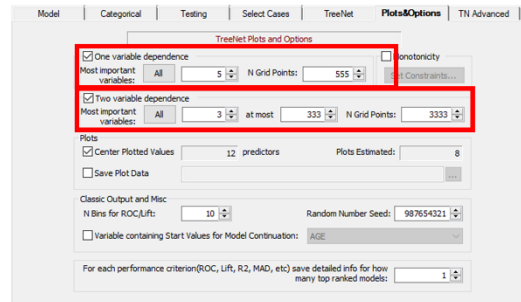 Model Categorical Testing Select Cases TreeNet Plots&Options TN Advanced
TreeNet Plots and Options
One variable dependence
Monotonicity
Most important variables: All 5 N Grid Points: 555
Set Constraints...
Two variable dependence
Most important variables: All 3 at most 333 N Grid Points: 3333
Plots
Center Plotted Values 12 predictors Plots Estimated: 8
Save Plot Data ...
Classic Output and Misc
N Bins for ROC/Lift: 10 Random Number Seed: 987654321
Variable containing Start Values for Model Continuation: AGE
For each performance criterion(ROC, Lift, R2, MAD, etc) save detailed info for how
many top ranked models: 1